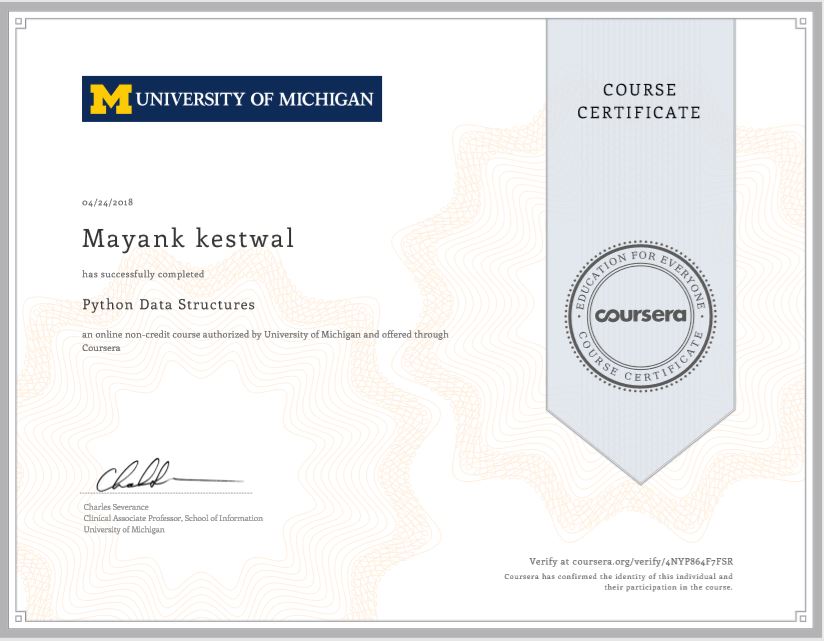 M UNIVERSITY OF MICHIGAN
COURSE
CERTIFICATE
04/24/2018
Mayank kestwal
has successfully completed
Python Data Structures
an online non-credit course authorized by University of Michigan and offered through
Coursera
EDUCATION FOR EVERYONE
coursera
COURSE CERTIFICATE
Charles Severance
Clinical Associate Professor, School of Information
University of Michigan
Verify at coursera.org/verify/4NYP864F7FSR
Coursera has confirmed the identity of this individual and
their participation in the course.